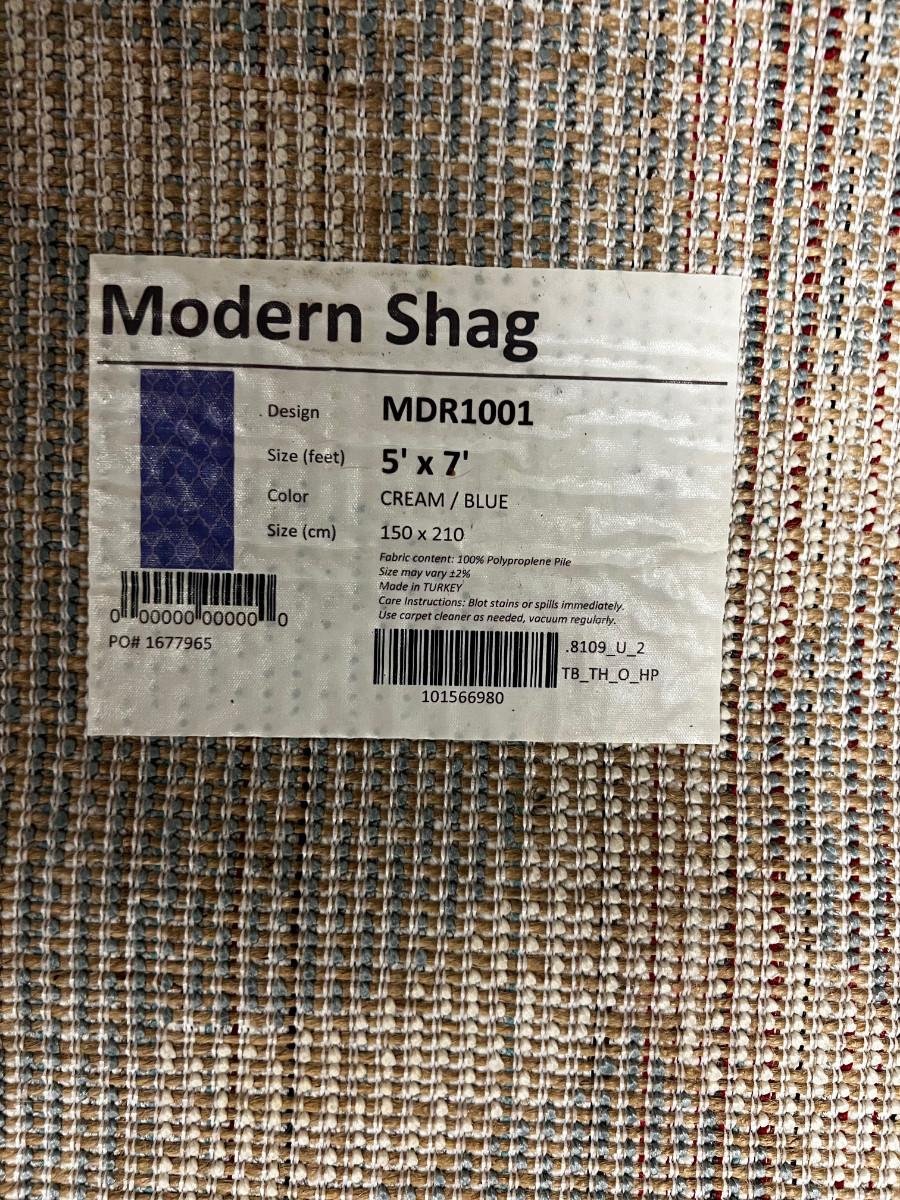 Modern Shag
Design MDR1001
Size (feet) 5' x 7'
Color CREAM / BLUE
Size (cm) 150 x 210
Fabric content: 100% Polyproplene Pile
Size may vary ±2%
Made in TURKEY
Care Instructions: Blot stains or spills immediately.
Use carpet cleaner as needed, vacuum regularly.
0 00000 00000 0
PO# 1677965
.8109_U_2
TB_TH_O_HP
101566980